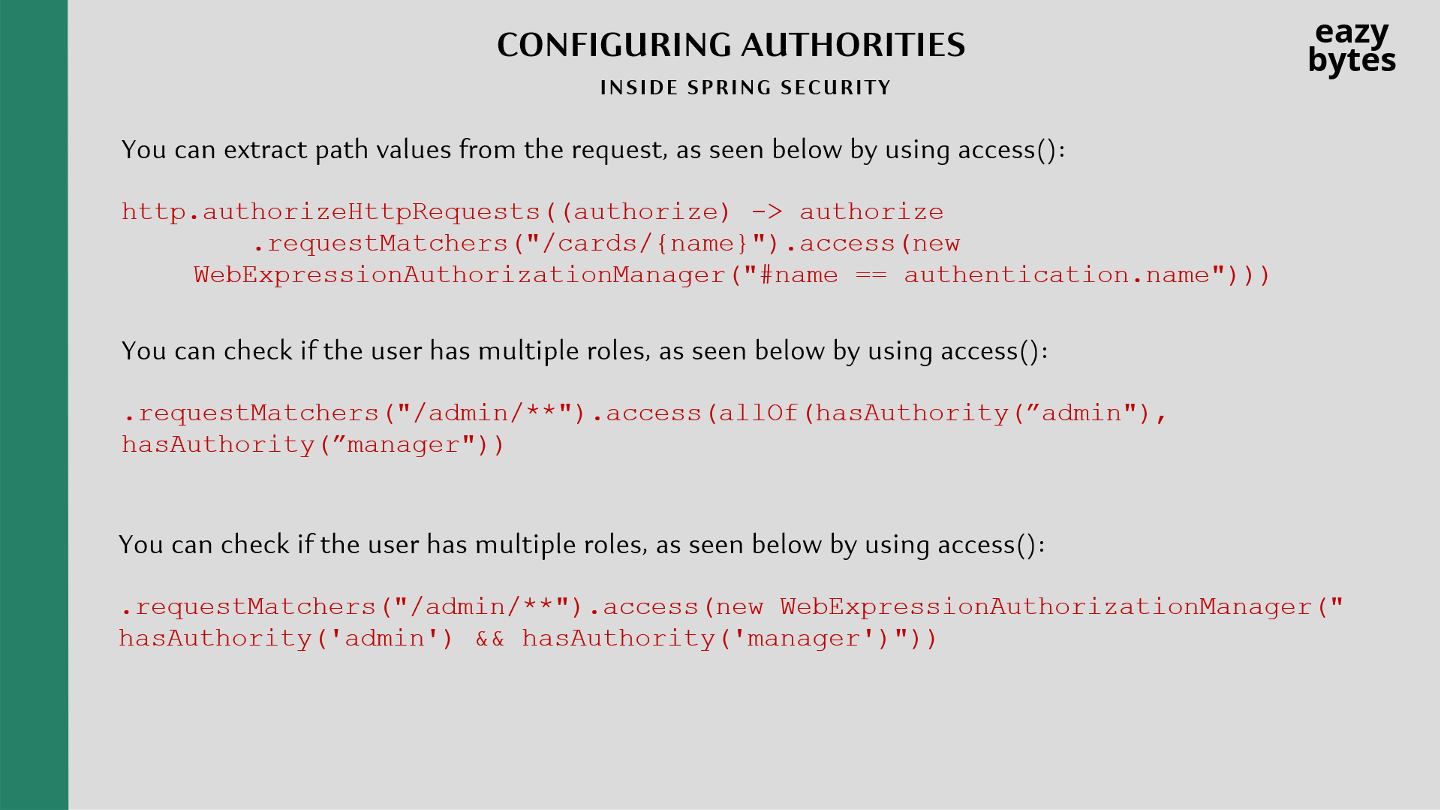 CONFIGURING AUTHORITIES
eazy
bytes
INSIDE SPRING SECURITY
You can extract path values from the request, as seen below by using access():
http.authorizeHttpRequests((authorize) -> authorize
.requestMatchers("/cards/{name}").access(new
WebExpressionAuthorizationManager("#name == authentication.name")))
You can check if the user has multiple roles, as seen below by using access():
.requestMatchers("/admin/**").access(allOf(hasAuthority(”admin"),
hasAuthority(”manager"))
You can check if the user has multiple roles, as seen below by using access():
.requestMatchers("/admin/**").access(new WebExpressionAuthorizationManager("
hasAuthority('admin') && hasAuthority('manager')"))